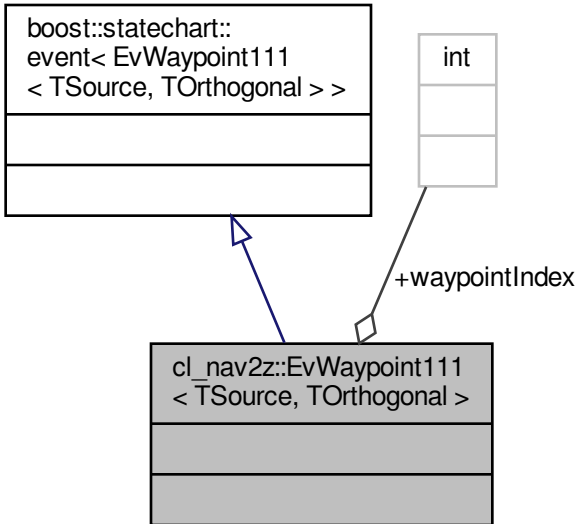 boost::statechart::
event< EvWaypoint111
< TSource, TOrthogonal > >
int
+waypointIndex
cl_nav2z::EvWaypoint111
< TSource, TOrthogonal >